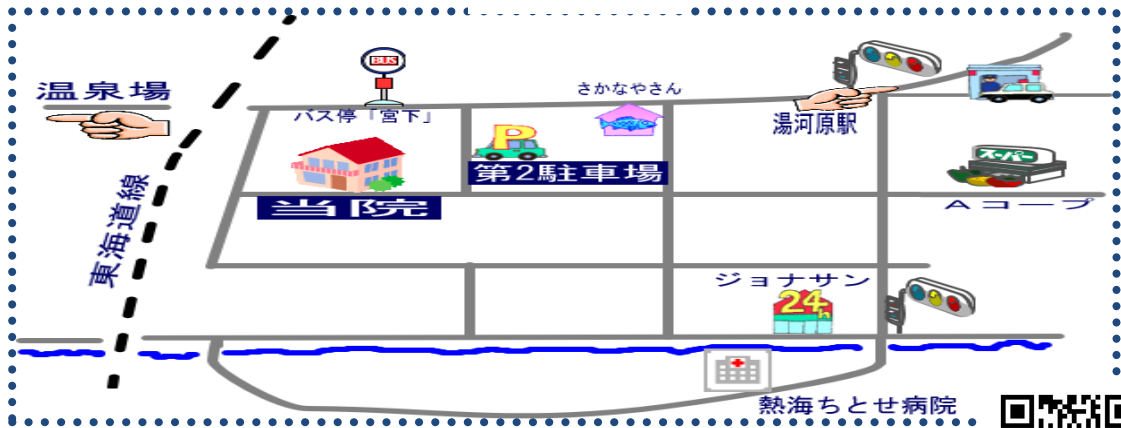 BUS
温泉場
さかなやさん
バス停「宮下」
湯河原駅
P
第2駐車場
スーパー
当院
Aコープ
東海道線
ジョナサン
24h
熱海ちとせ病院